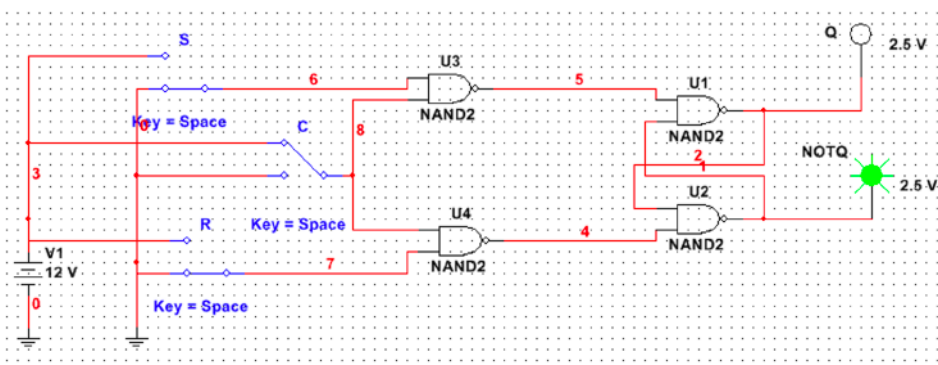 Q
2.5 V
S
U3
6
5
U1
NAND2
Key = Space
0
C
8
NAND2
2
1
NOTQ
3
2.5 V
U2
R
Key = Space
U4
4
NAND2
V1
12 V
7
NAND2
0
Key = Space